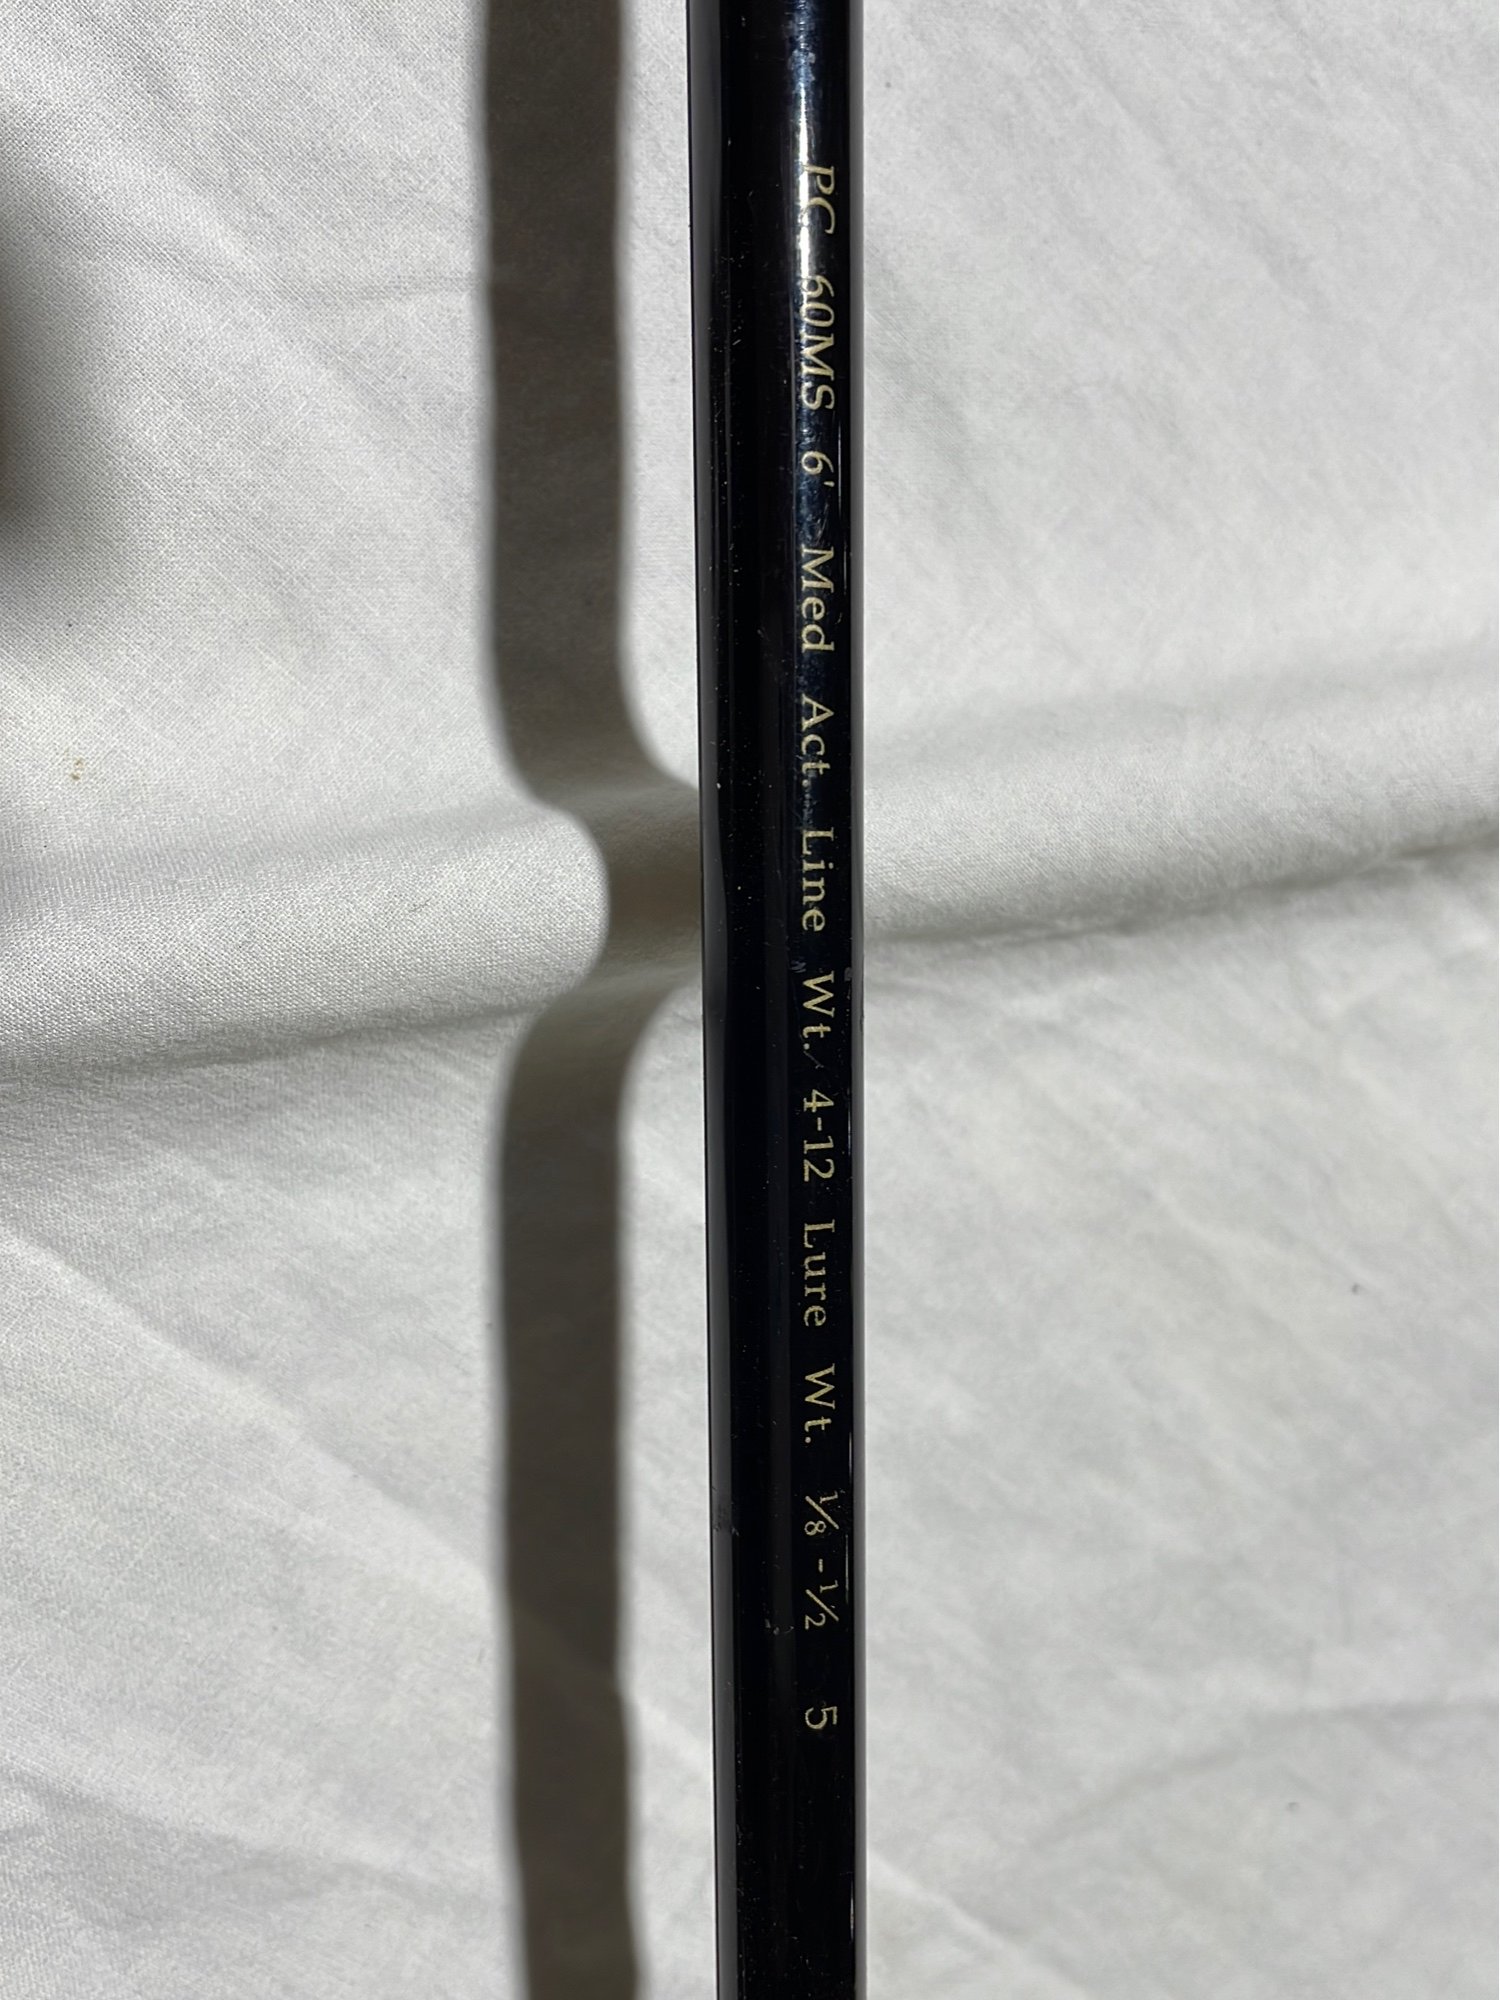 PC 60MS 6' Med Act. Line Wt. 4-12 Lure Wt. ⅛-½ 5